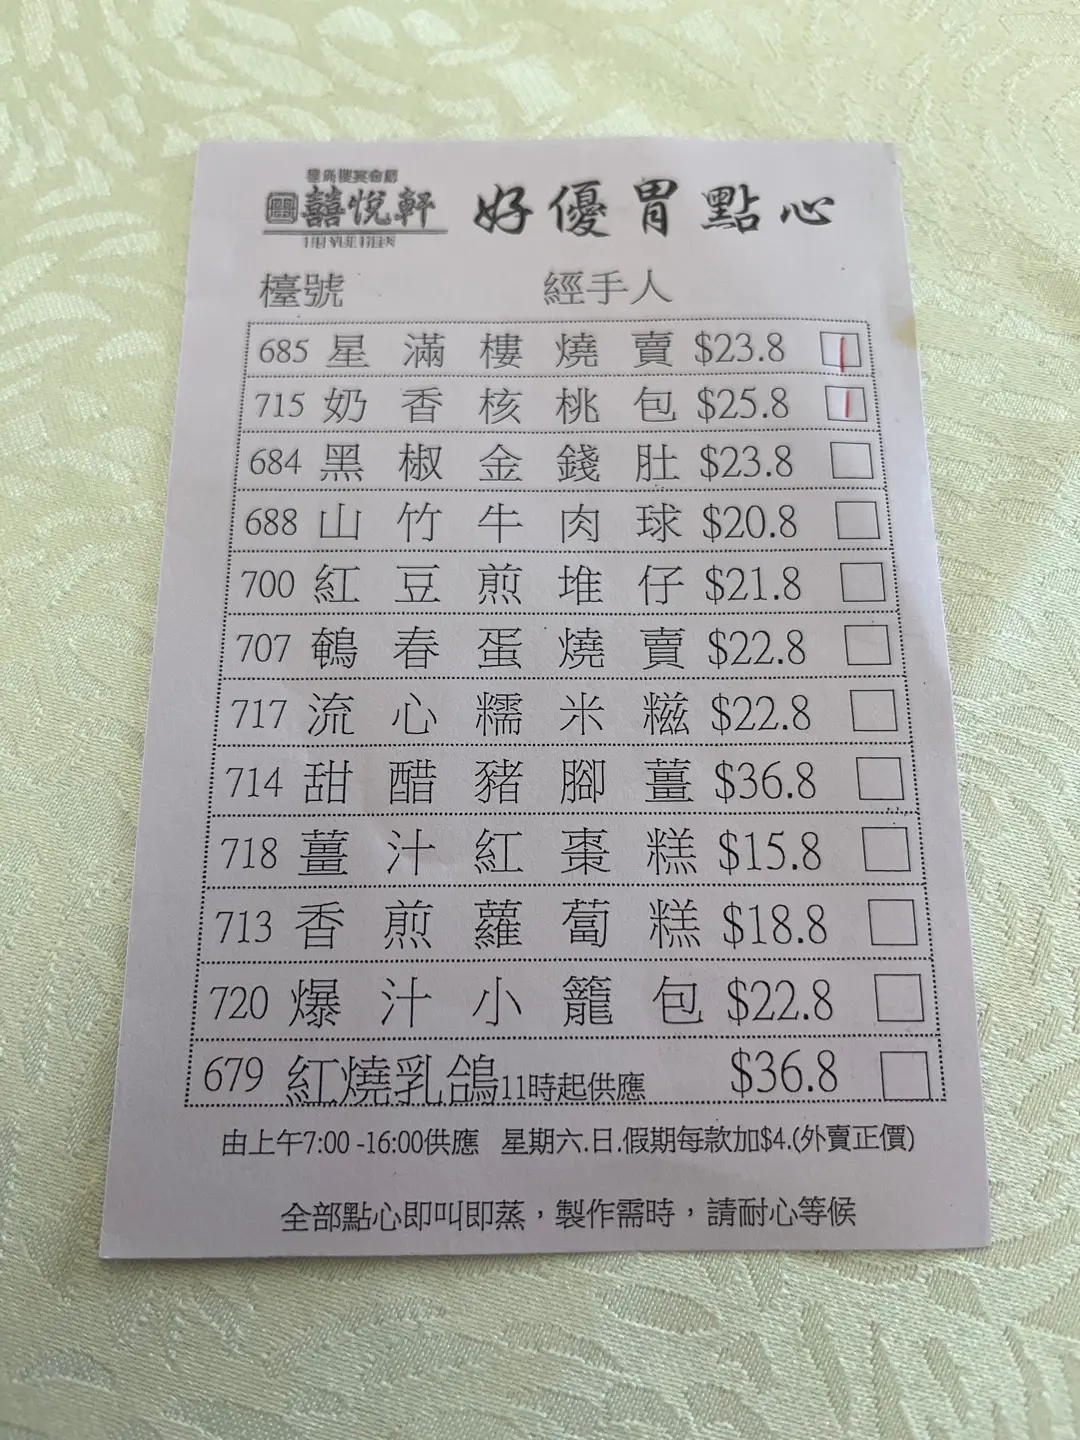 囍悅軒 好優胃點心
檯號 經手人
685 星滿樓燒賣 $23.8
715 奶香核桃包 $25.8
684 黑椒金錢肚 $23.8
688 山竹牛肉球 $20.8
700 紅豆煎堆仔 $21.8
707 鵪春蛋燒賣 $22.8
717 流心糯米糍 $22.8
714 甜醋豬腳薑 $36.8
718 薑汁紅棗糕 $15.8
713 香煎蘿蔔糕 $18.8
720 爆汁小籠包 $22.8
679 紅燒乳鴿11時起供應 $36.8
由上午7:00 -16:00供應 星期六.日.假期每款加$4.(外賣正價)
全部點心即叫即蒸，製作需時，請耐心等候